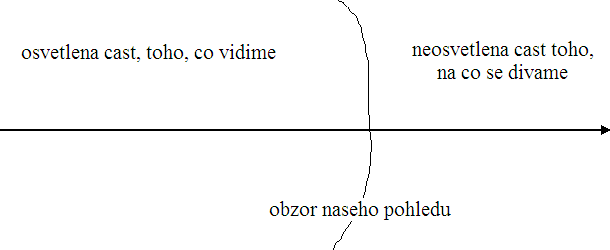 osvetlena cast, toho, co vidime
neosvetlena cast toho,
na co se divame
obzor naseho pohledu